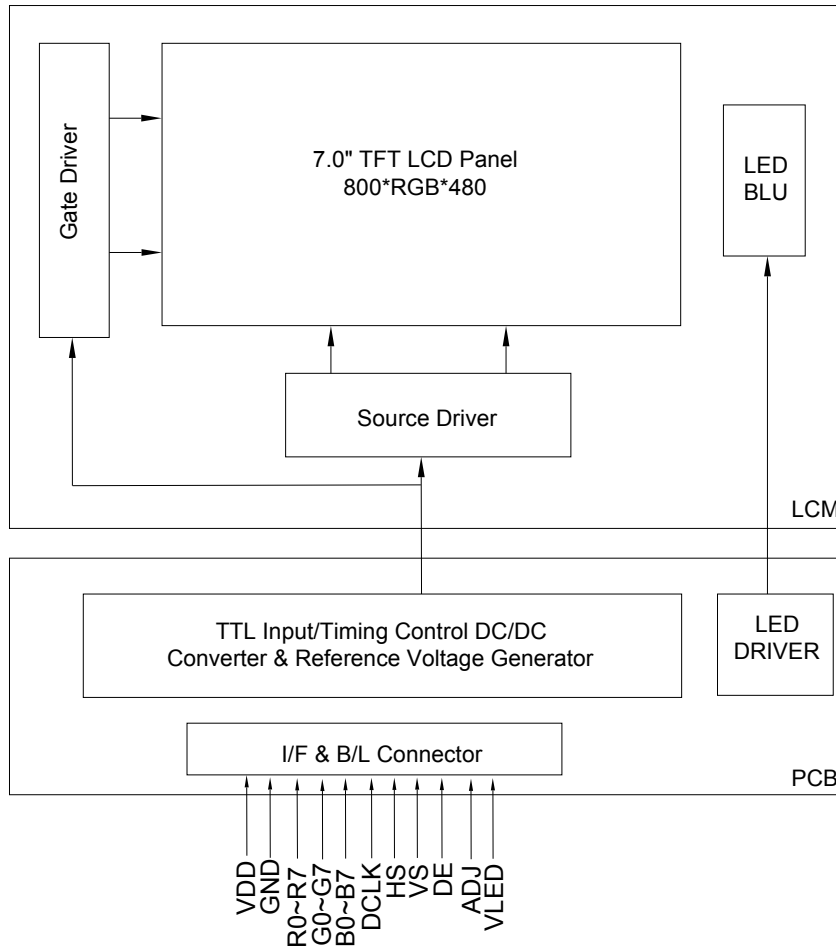 Gate Driver
7.0" TFT LCD Panel
800*RGB*480
LED
BLU
Source Driver
LCM
TTL Input/Timing Control DC/DC
Converter & Reference Voltage Generator
LED
DRIVER
I/F & B/L Connector
PCB
VDD
GND
R0~R7
G0~G7
B0~B7
DCLK
HS
VS
DE
ADJ
VLED